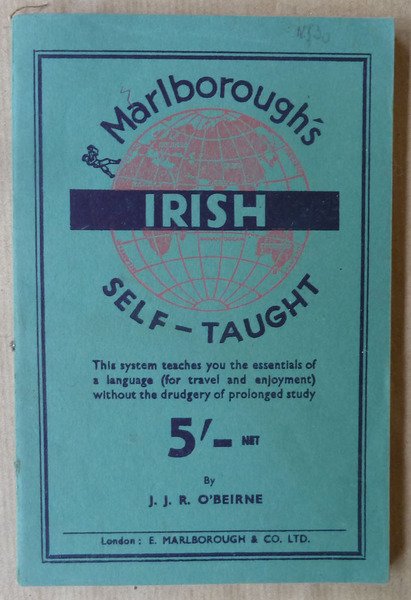 Marlborough's
IRISH
SELF-TAUGHT
This system teaches you the essentials of
a language (for travel and enjoyment)
without the drudgery of prolonged study
5/- NET
By
J. J. R. O'BEIRNE
London: E. MARLBOROUGH & CO. LTD.